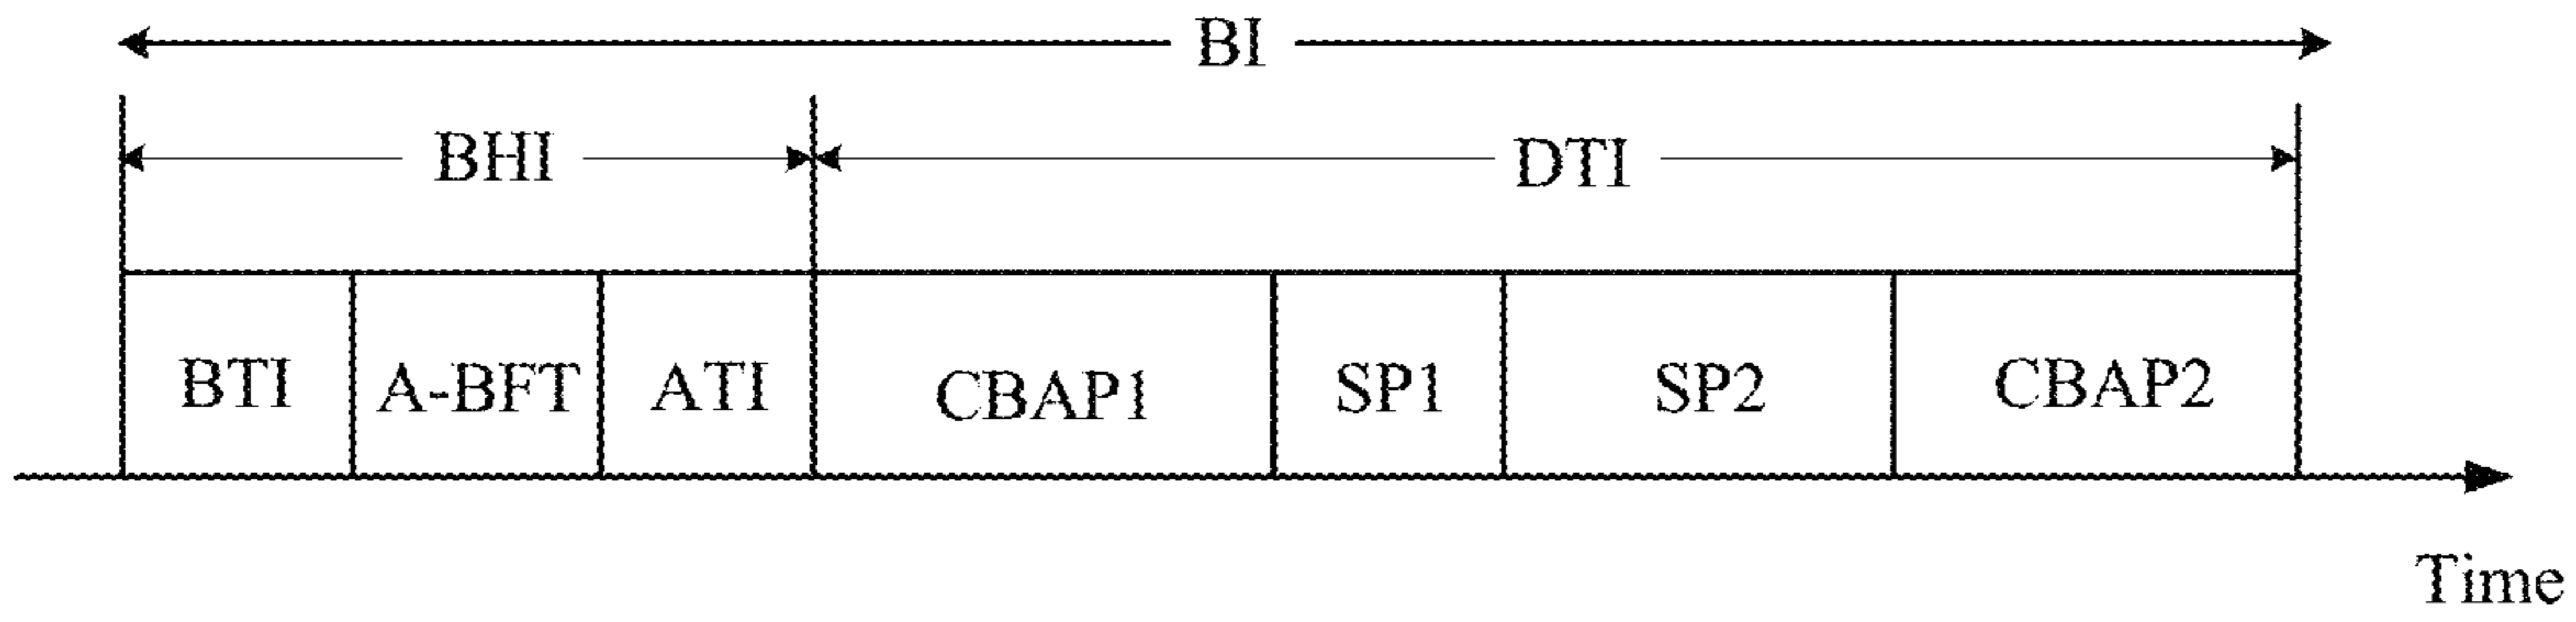 BI
BHI DTI
BTI A-BFT ATI CBAP1 SP1 SP2 CBAP2
Time